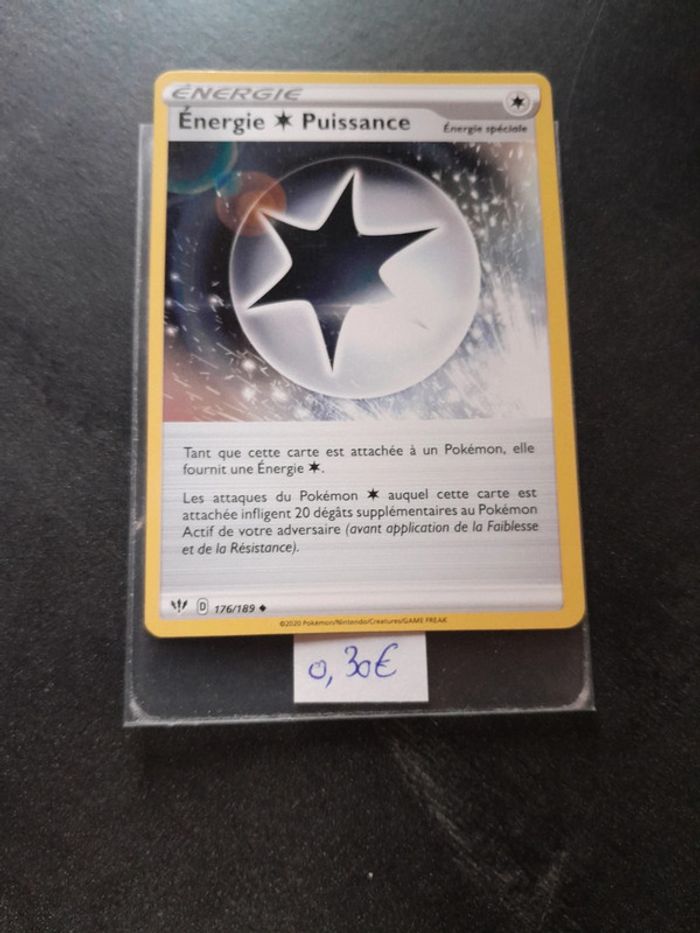 ÉNERGIE
Énergie ✶ Puissance
Énergie spéciale
Tant que cette carte est attachée à un Pokémon, elle
fournit une Énergie ✶.
Les attaques du Pokémon ✶ auquel cette carte est
attachée infligent 20 dégâts supplémentaires au Pokémon
Actif de votre adversaire (avant application de la Faiblesse
et de la Résistance).
D 176/189 ◆
©2020 Pokémon/Nintendo/Creatures/GAME FREAK
0,30€